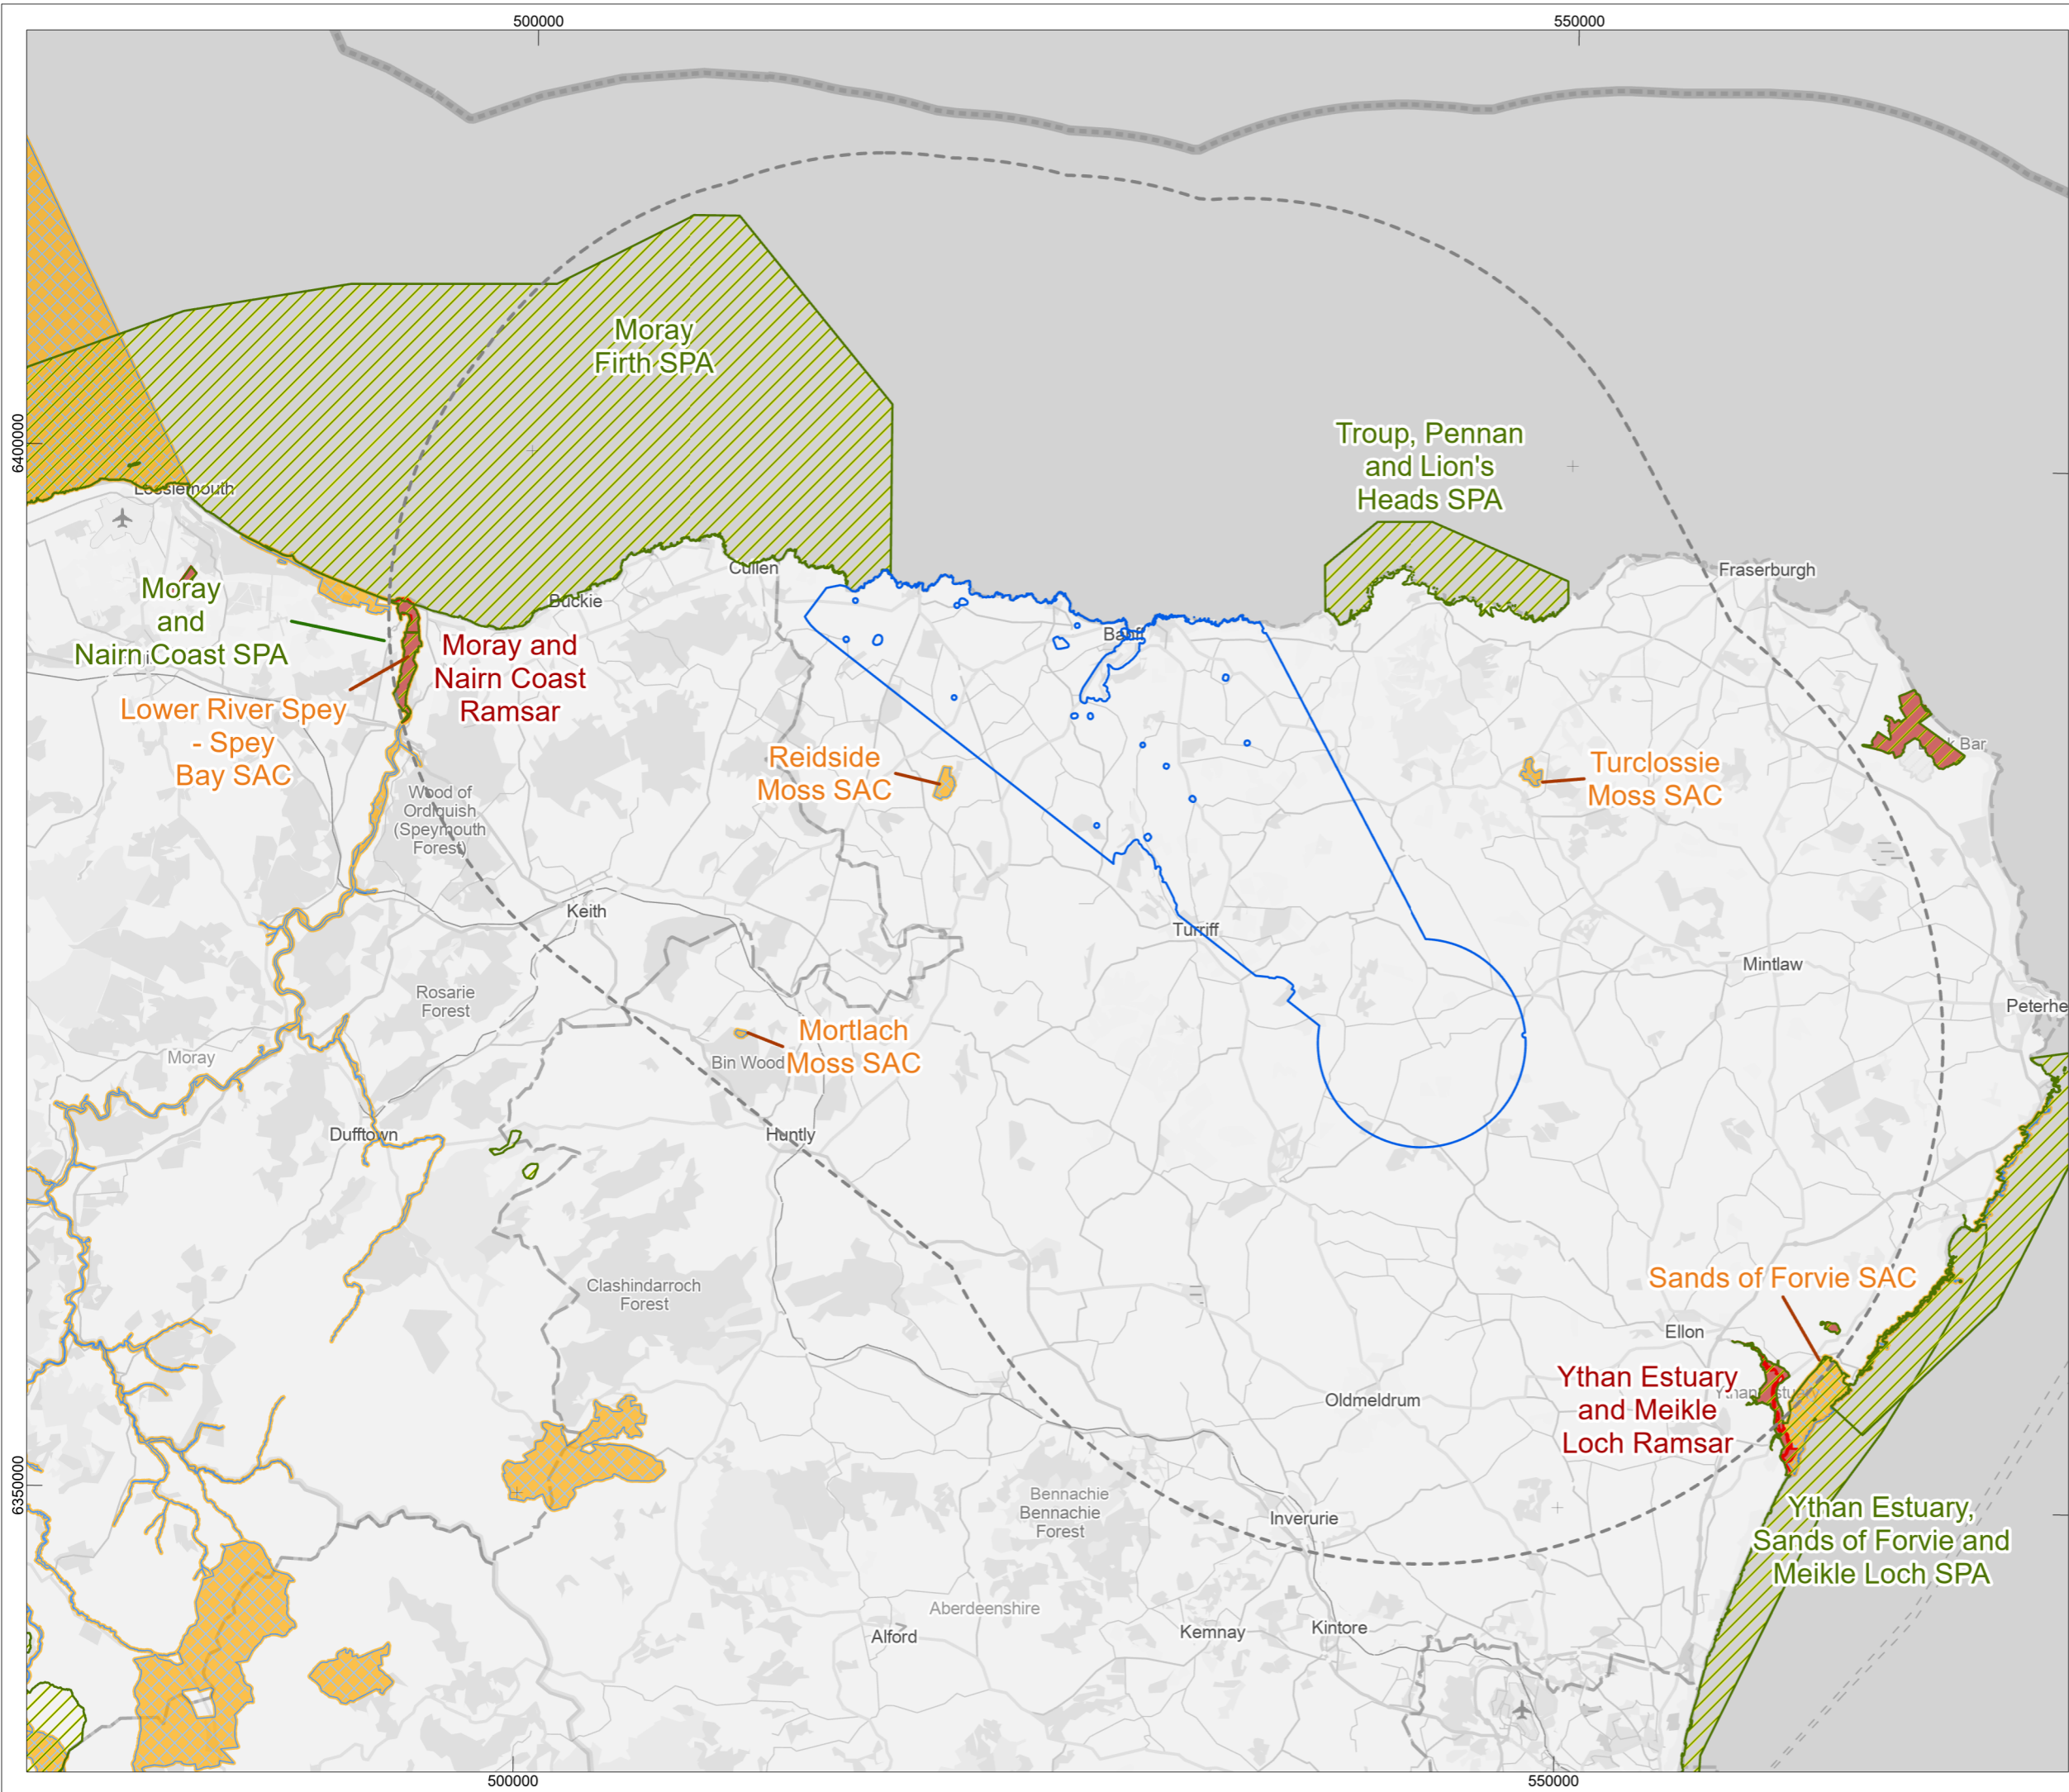 500000
550000
6400000
6350000
Moray
Firth SPA
Troup, Pennan
and Lion's
Heads SPA
Lossiemouth
Cullen
Fraserburgh
Buckie
Banff
Moray
and
Nairn Coast SPA
Moray and
Nairn Coast
Ramsar
Lower River Spey
- Spey
Bay SAC
Reidside
Moss SAC
Turclossie
Moss SAC
k Bar
Wood of
Ordiquish
(Speymouth
Forest)
Keith
Turriff
Mintlaw
Rosarie
Forest
Peterhe
Mortlach
Moss SAC
Moray
Bin Wood
Dufftown
Huntly
Sands of Forvie SAC
Clashindarroch
Forest
Ellon
Ythan Estuary
and Meikle
Loch Ramsar
Ythan Estuary
Oldmeldrum
Bennachie
Bennachie
Forest
Inverurie
Ythan Estuary,
Sands of Forvie and
Meikle Loch SPA
Aberdeenshire
Alford
Kemnay
Kintore
500000
550000